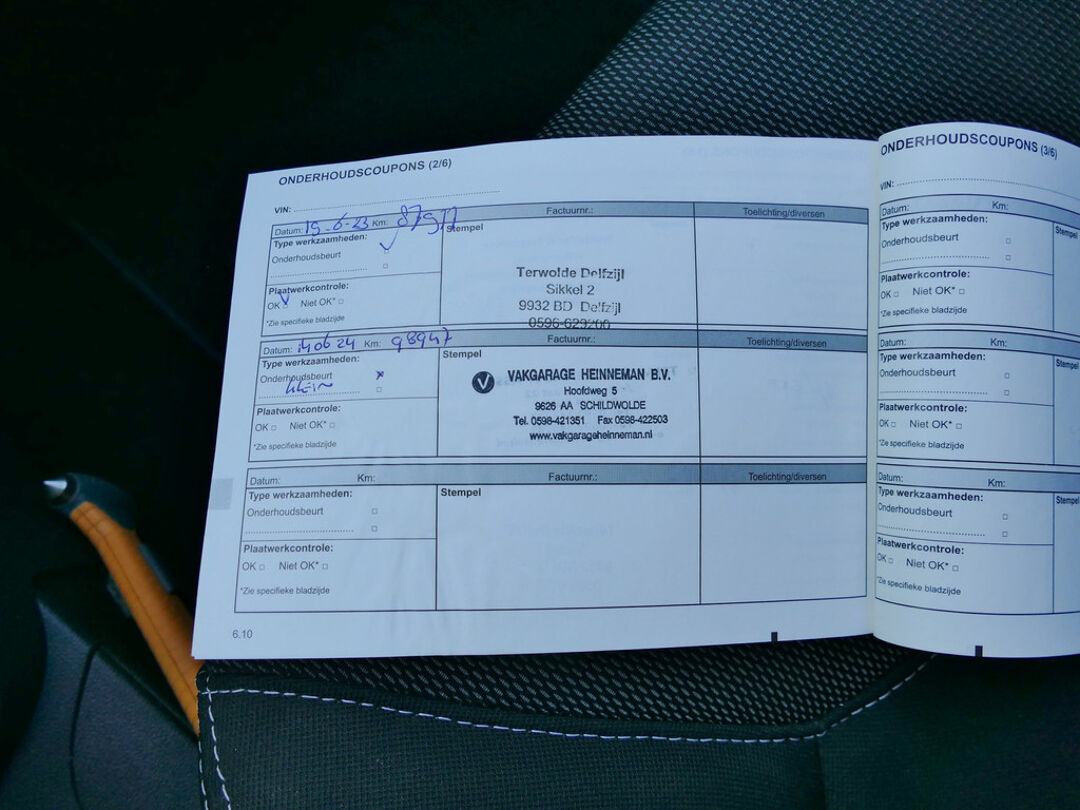 ONDERHOUDSCOUPONS (2/6)
VIN:
Datum: 19-6-23 Km: Factuurnr.: Toelichting/diversen
Type werkzaamheden: Stempel
Onderhoudsbeurt
Plaatwerkcontrole:
OK Niet OK*
*Zie specifieke bladzijde
Terwolde Delfzijl
Sikkel 2
9932 BD Delfzijl
0596-629200
Datum: 140624 Km: 98947 Factuurnr.: Toelichting/diversen
Type werkzaamheden: Stempel
Onderhoudsbeurt
klein
Plaatwerkcontrole:
OK Niet OK*
*Zie specifieke bladzijde
V VAKGARAGE HEINNEMAN B.V.
Hoofdweg 5
9626 AA SCHILDWOLDE
Tel. 0598-421351 Fax 0598-422503
www.vakgarageheinneman.nl
Datum: Km: Factuurnr.: Toelichting/diversen
Type werkzaamheden: Stempel
Onderhoudsbeurt
Plaatwerkcontrole:
OK Niet OK*
*Zie specifieke bladzijde
6.10
ONDERHOUDSCOUPONS (3/6)
VIN:
Datum: Km:
Type werkzaamheden: Stempel
Onderhoudsbeurt
Plaatwerkcontrole:
OK Niet OK*
*Zie specifieke bladzijde
Datum: Km:
Type werkzaamheden: Stempel
Onderhoudsbeurt
Plaatwerkcontrole:
OK Niet OK*
*Zie specifieke bladzijde
Datum: Km:
Type werkzaamheden: Stempel
Onderhoudsbeurt
Plaatwerkcontrole:
OK Niet OK*
*Zie specifieke bladzijde